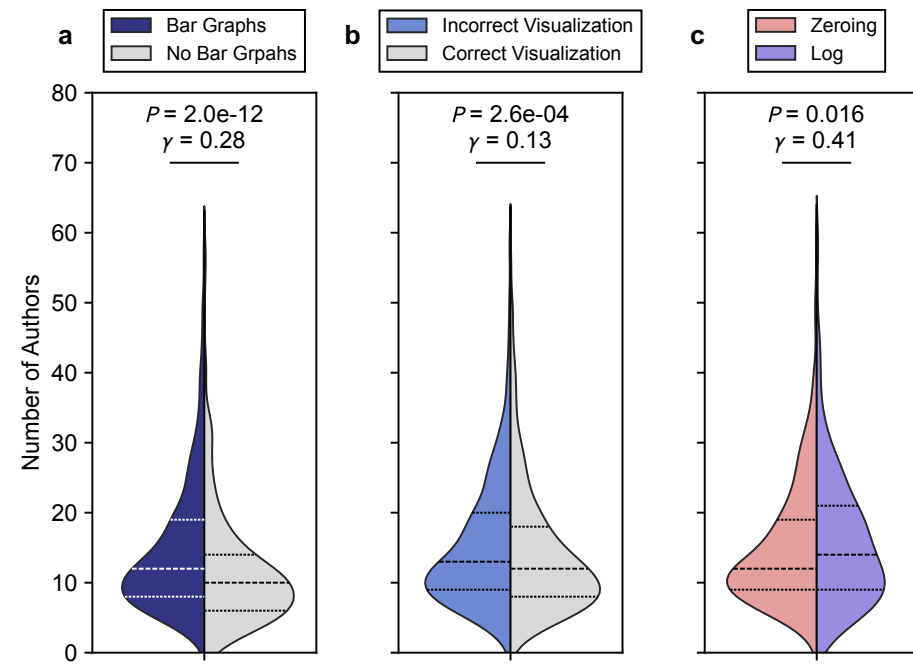 a
Bar Graphs
No Bar Grpahs
b
Incorrect Visualization
Correct Visualization
c
Zeroing
Log
P = 2.0e-12
γ = 0.28
P = 2.6e-04
γ = 0.13
P = 0.016
γ = 0.41
Number of Authors
80
70
60
50
40
30
20
10
0